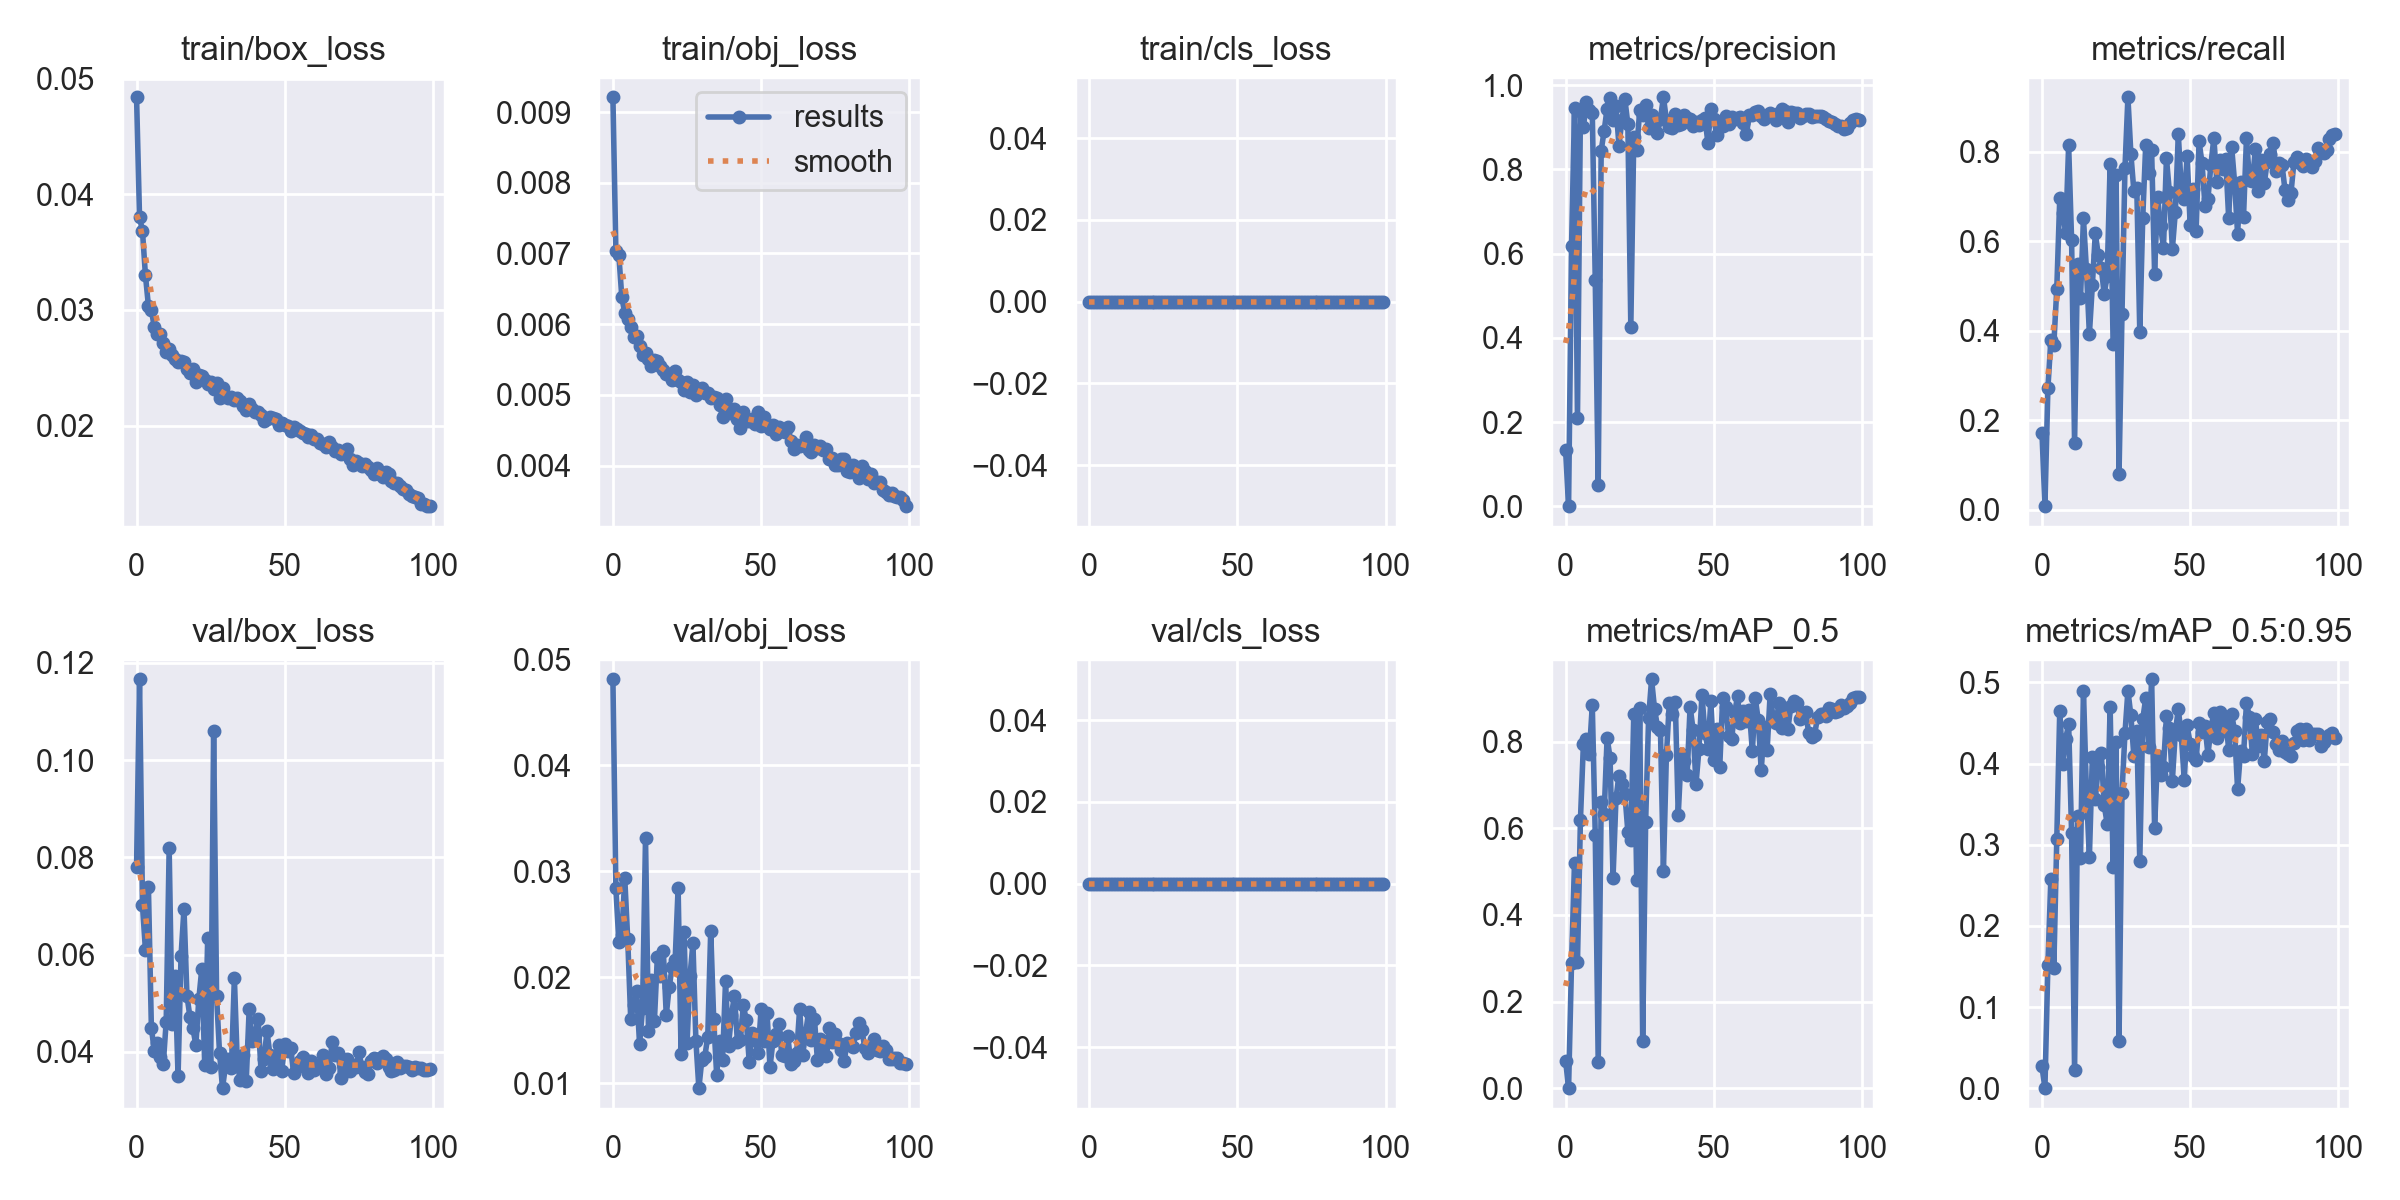 train/box_loss
0.05
0.04
0.03
0.02
0 50 100
train/obj_loss
results
smooth
0.009
0.008
0.007
0.006
0.005
0.004
0 50 100
train/cls_loss
0.04
0.02
0.00
−0.02
−0.04
0 50 100
metrics/precision
1.0
0.8
0.6
0.4
0.2
0.0
0 50 100
metrics/recall
0.8
0.6
0.4
0.2
0.0
0 50 100
val/box_loss
0.12
0.10
0.08
0.06
0.04
0 50 100
val/obj_loss
0.05
0.04
0.03
0.02
0.01
0 50 100
val/cls_loss
0.04
0.02
0.00
−0.02
−0.04
0 50 100
metrics/mAP_0.5
0.8
0.6
0.4
0.2
0.0
0 50 100
metrics/mAP_0.5:0.95
0.5
0.4
0.3
0.2
0.1
0.0
0 50 100